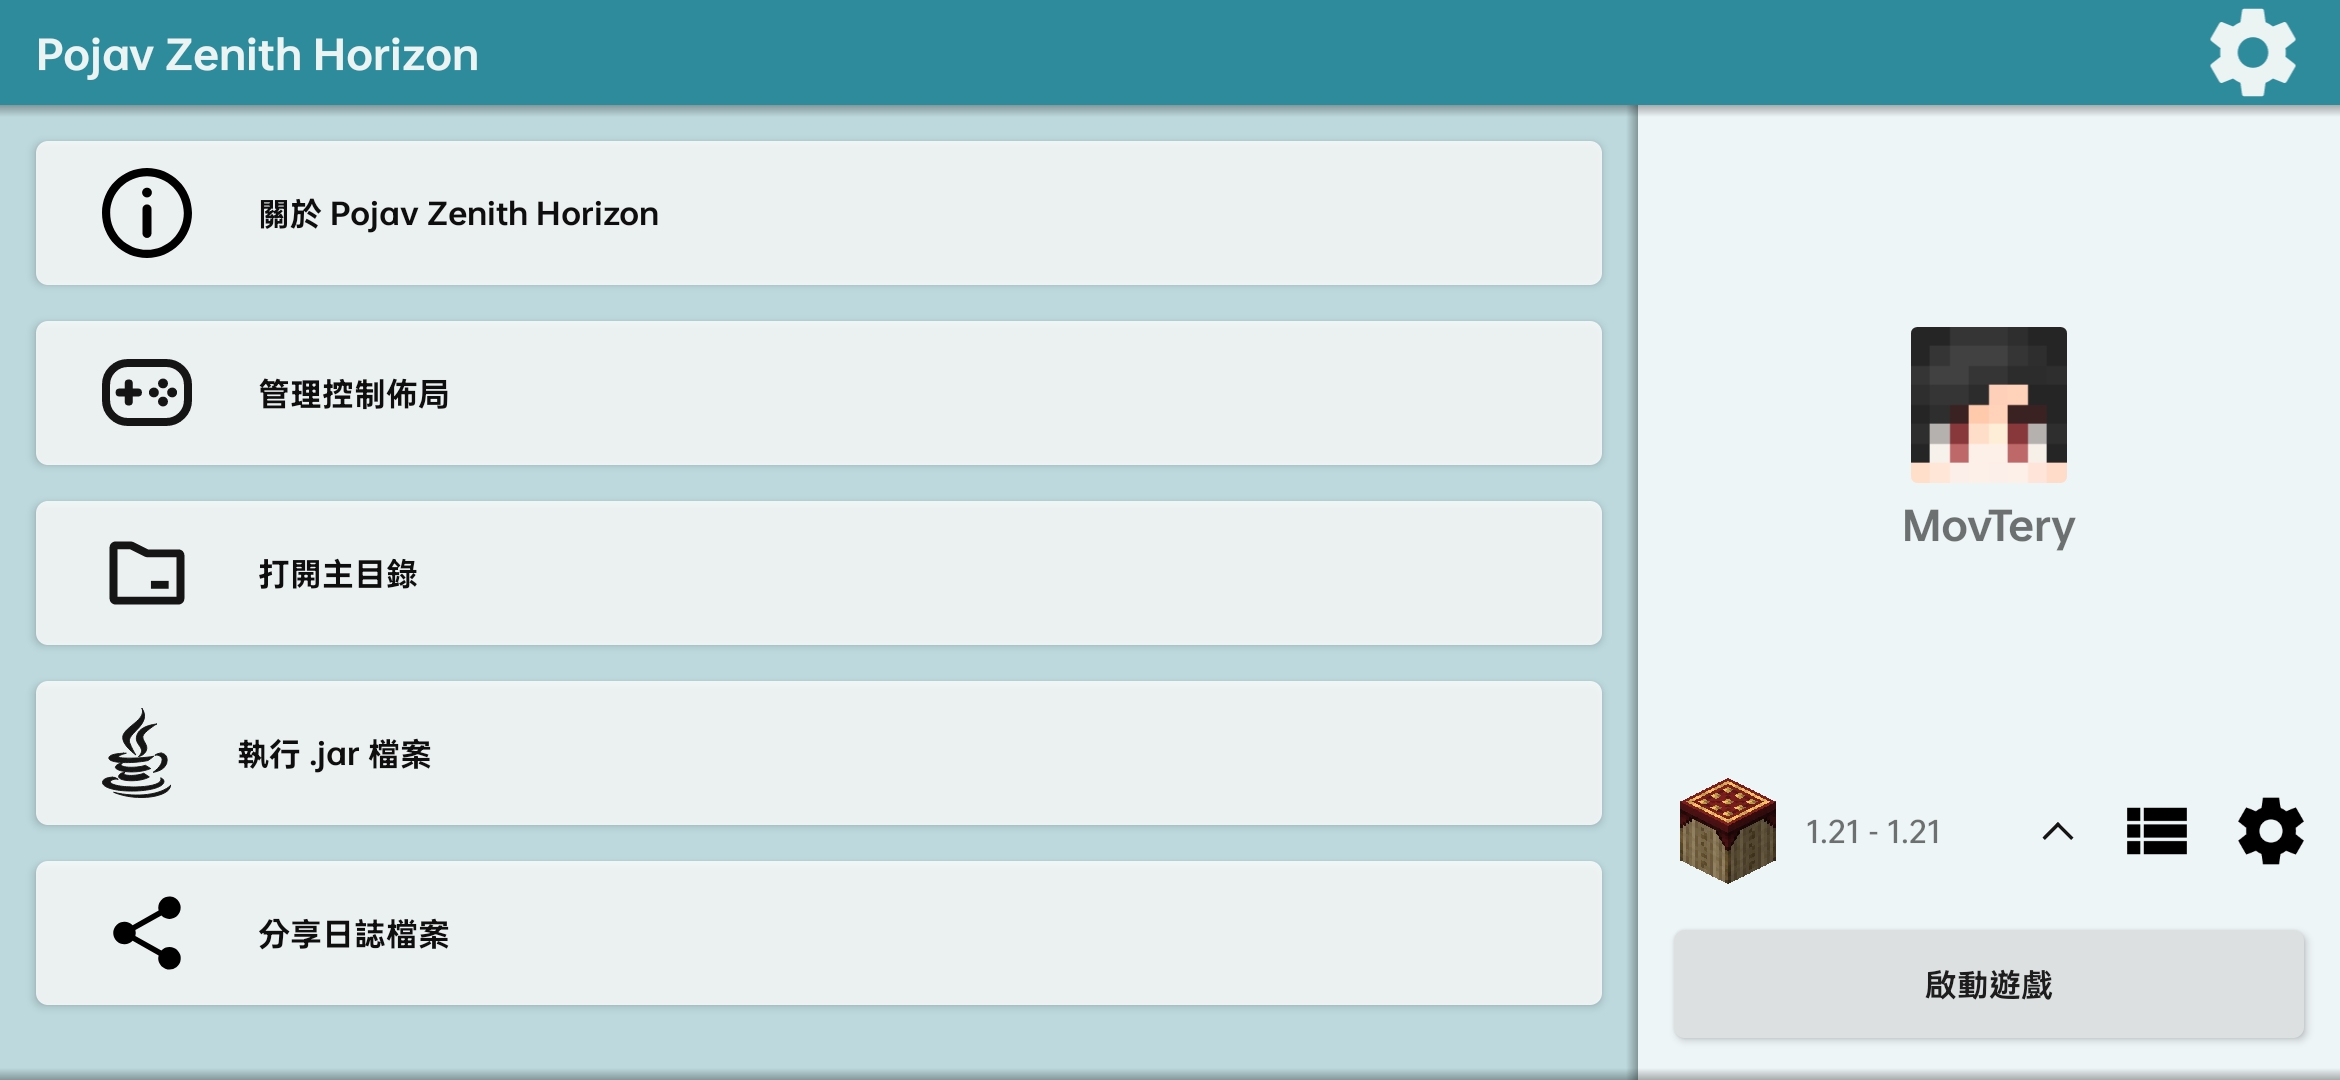 Pojav Zenith Horizon
關於 Pojav Zenith Horizon
管理控制佈局
打開主目錄
執行 .jar 檔案
分享日誌檔案
MovTery
1.21 - 1.21
啟動遊戲